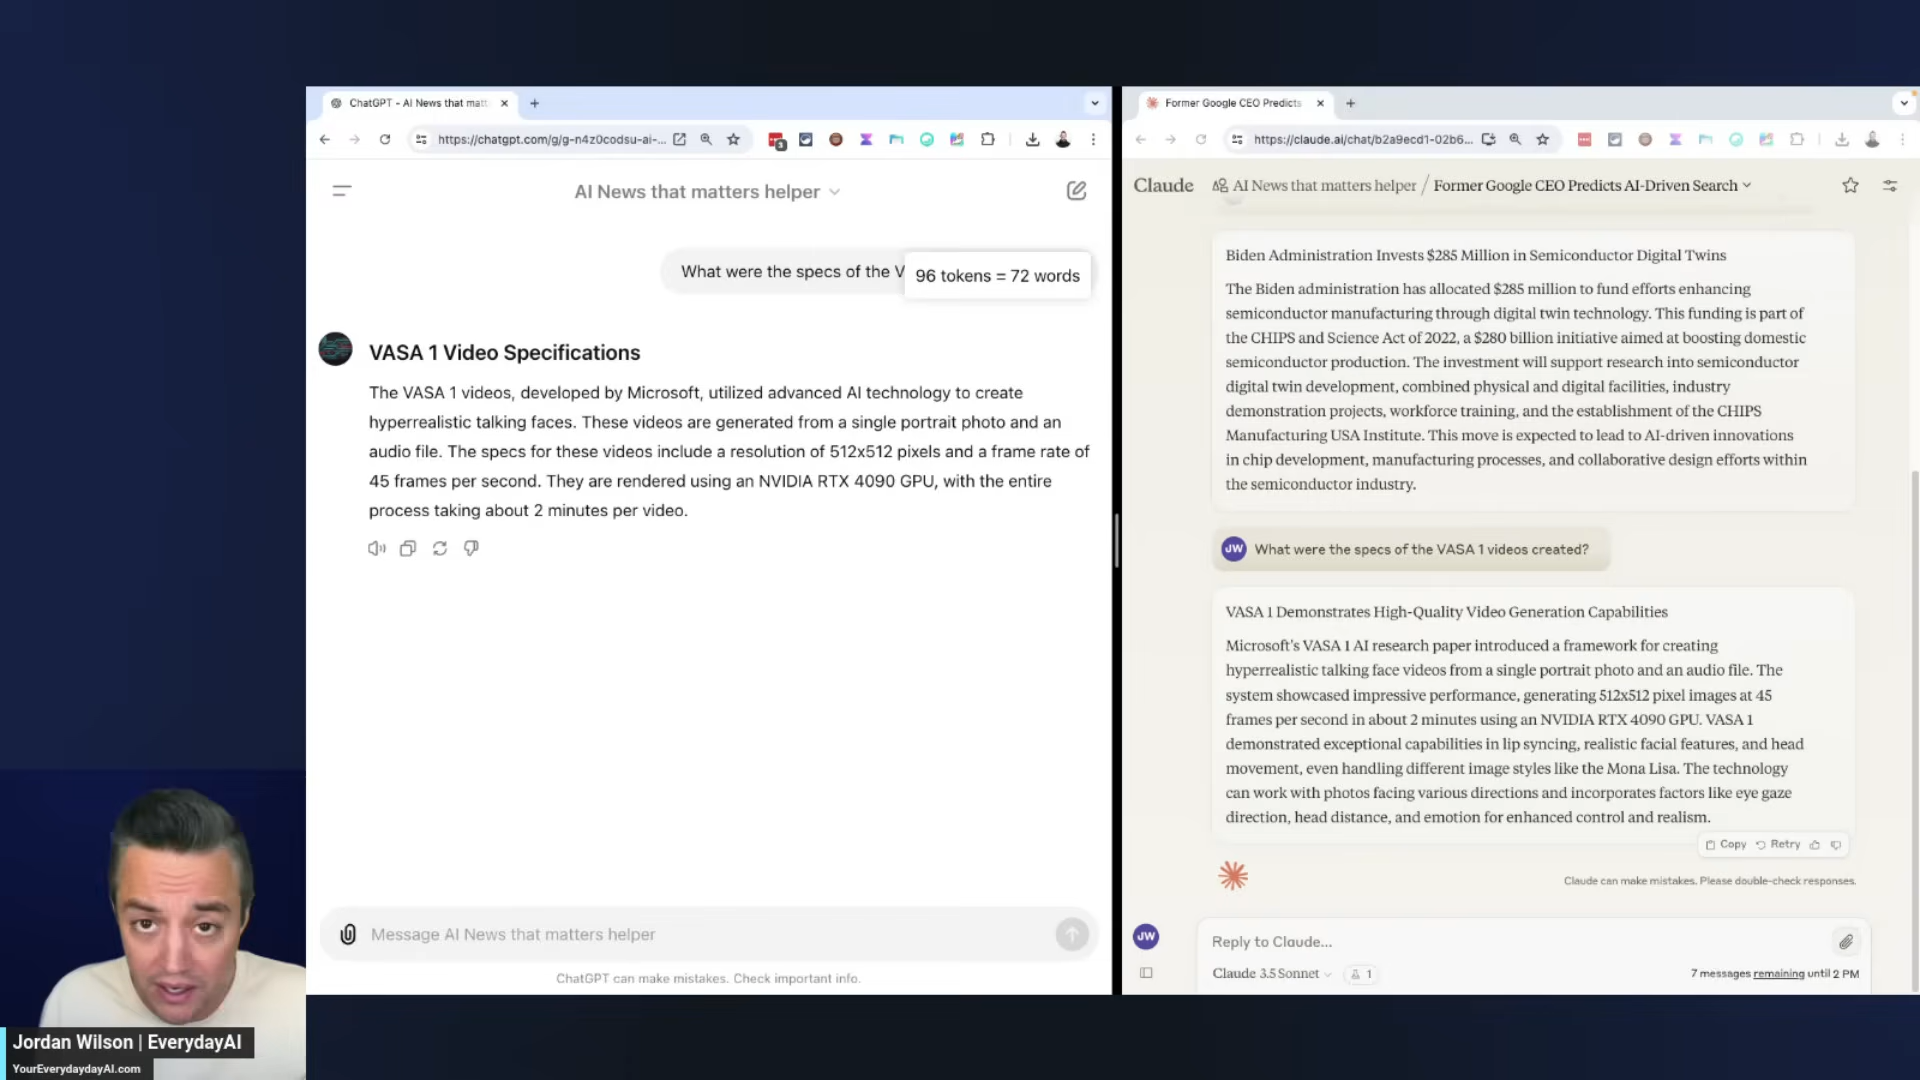 ChatGPT - AI News that matt
https://chatgpt.com/g/g-n4z0codsu-ai-...
3
AI News that matters helper
What were the specs of the V
96 tokens = 72 words
VASA 1 Video Specifications
The VASA 1 videos, developed by Microsoft, utilized advanced AI technology to create
hyperrealistic talking faces. These videos are generated from a single portrait photo and an
audio file. The specs for these videos include a resolution of 512x512 pixels and a frame rate of
45 frames per second. They are rendered using an NVIDIA RTX 4090 GPU, with the entire
process taking about 2 minutes per video.
Message AI News that matters helper
ChatGPT can make mistakes. Check important info.
Former Google CEO Predicts
https://claude.ai/chat/b2a9ecd1-02b6...
Claude
AI News that matters helper / Former Google CEO Predicts AI-Driven Search
Biden Administration Invests $285 Million in Semiconductor Digital Twins
The Biden administration has allocated $285 million to fund efforts enhancing
semiconductor manufacturing through digital twin technology. This funding is part of
the CHIPS and Science Act of 2022, a $280 billion initiative aimed at boosting domestic
semiconductor production. The investment will support research into semiconductor
digital twin development, combined physical and digital facilities, industry
demonstration projects, workforce training, and the establishment of the CHIPS
Manufacturing USA Institute. This move is expected to lead to AI-driven innovations
in chip development, manufacturing processes, and collaborative design efforts within
the semiconductor industry.
JW
What were the specs of the VASA 1 videos created?
VASA 1 Demonstrates High-Quality Video Generation Capabilities
Microsoft's VASA 1 AI research paper introduced a framework for creating
hyperrealistic talking face videos from a single portrait photo and an audio file. The
system showcased impressive performance, generating 512x512 pixel images at 45
frames per second in about 2 minutes using an NVIDIA RTX 4090 GPU. VASA 1
demonstrated exceptional capabilities in lip syncing, realistic facial features, and head
movement, even handling different image styles like the Mona Lisa. The technology
can work with photos facing various directions and incorporates factors like eye gaze
direction, head distance, and emotion for enhanced control and realism.
Copy Retry
Claude can make mistakes. Please double-check responses.
JW
Reply to Claude...
Claude 3.5 Sonnet
1
7 messages remaining until 2 PM
Jordan Wilson | EverydayAI
YourEverydaydayAI.com